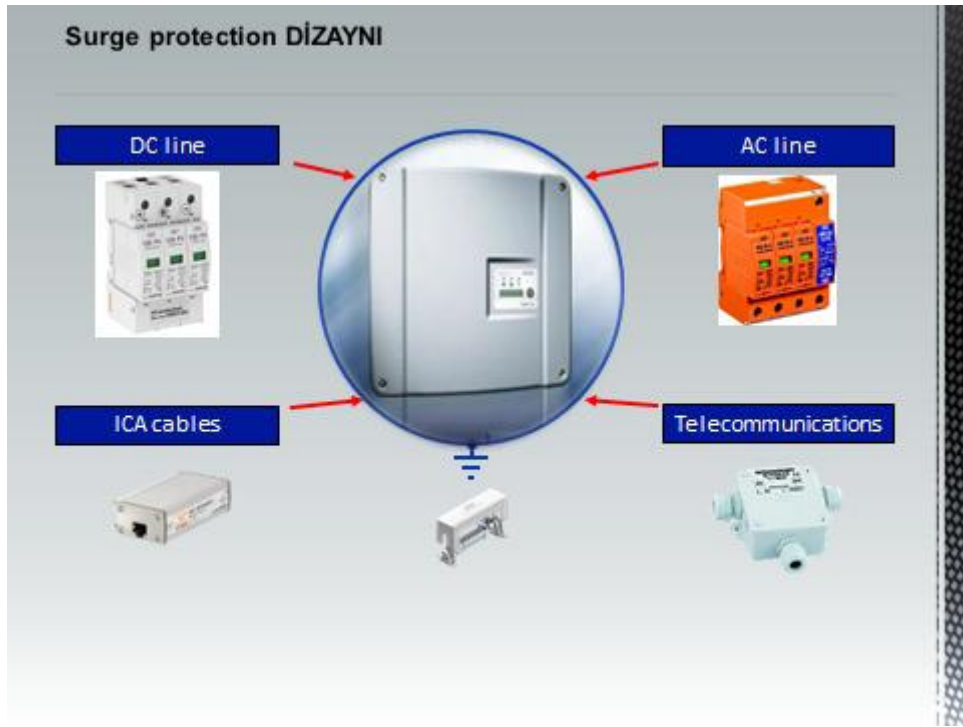 Surge protection DİZAYNI
DC line
AC line
ICA cables
Telecommunications